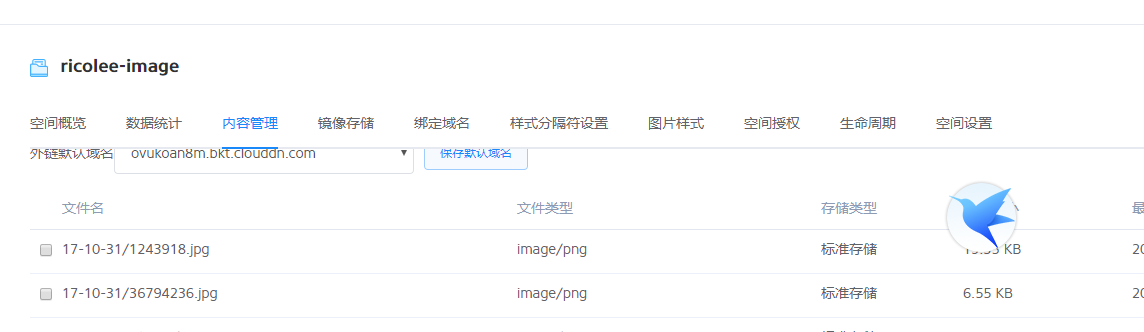 ricolee-image
空间概览 数据统计 内容管理 镜像存储 绑定域名 样式分隔符设置 图片样式 空间授权 生命周期 空间设置
外链默认域名 ovukoan8m.bkt.clouddn.com 保存默认域名
文件名 文件类型 存储类型
17-10-31/1243918.jpg image/png 标准存储 KB
17-10-31/36794236.jpg image/png 标准存储 6.55 KB